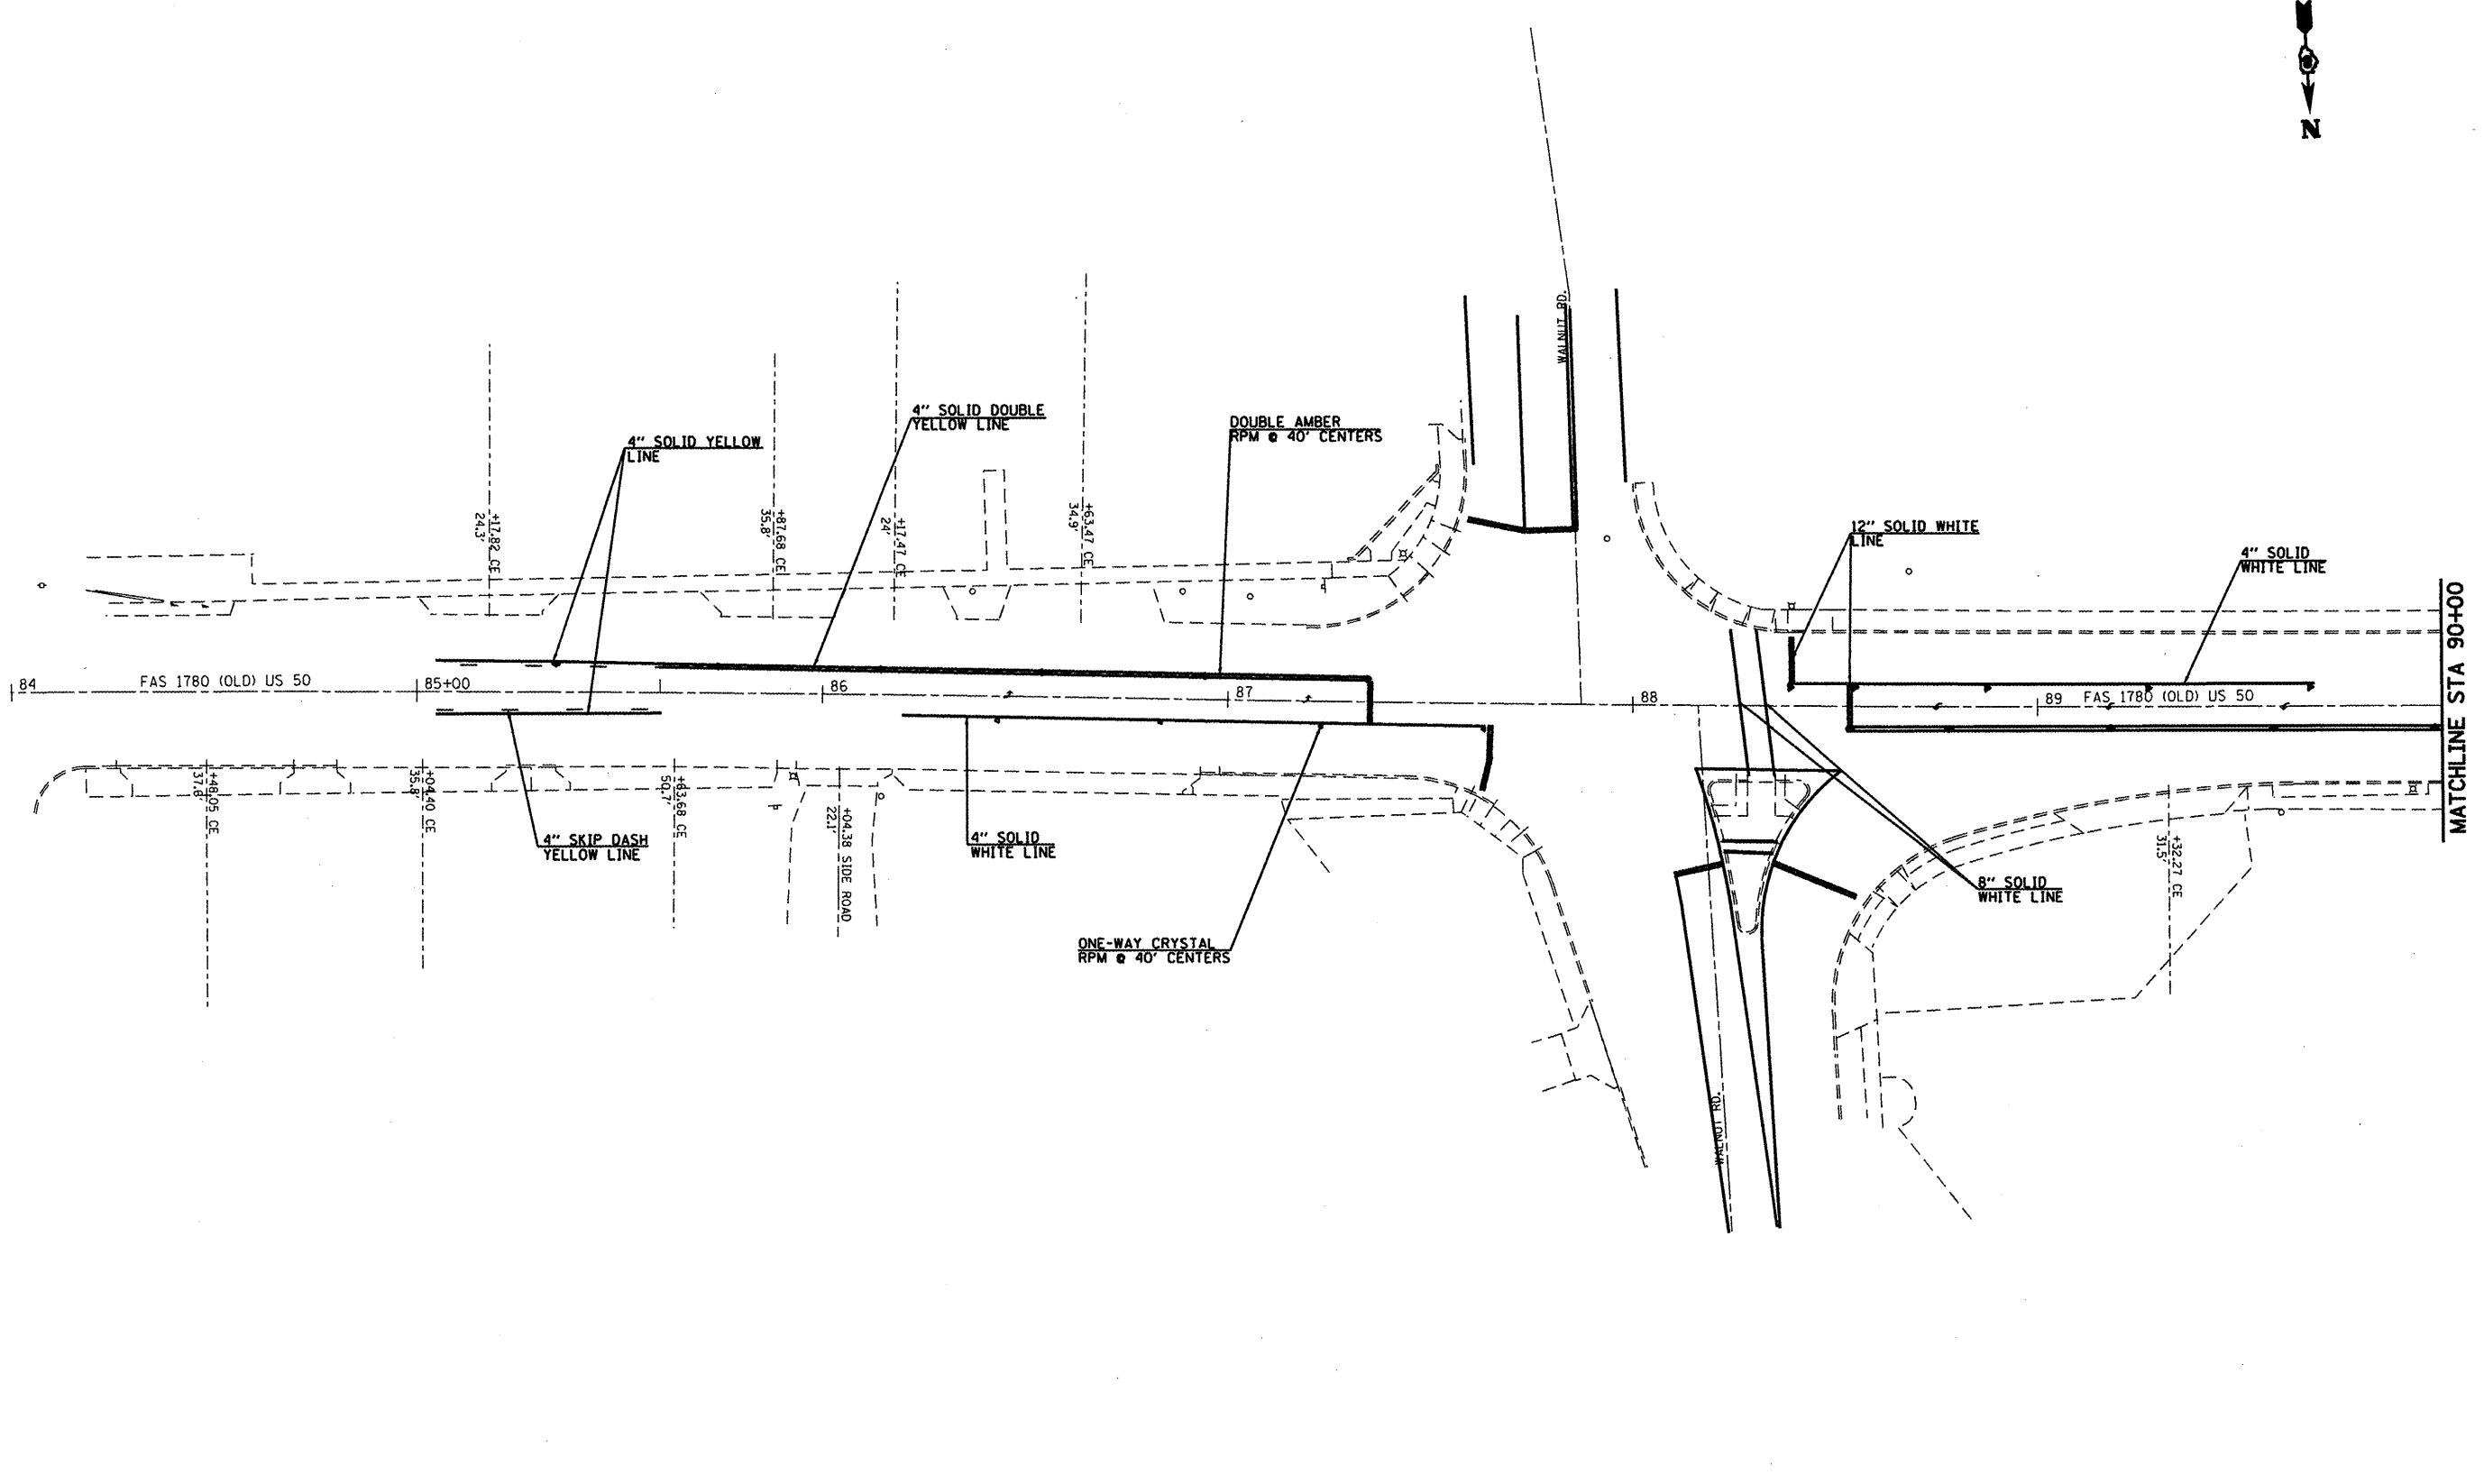 N
4" SOLID DOUBLE
YELLOW LINE
DOUBLE AMBER
RPM @ 40' CENTERS
4" SOLID YELLOW
LINE
WALNUT RD.
+17.82 CE
24.3'
+87.68 CE
35.8'
+17.47 CE
24'
+63.47 CE
34.9'
12" SOLID WHITE
LINE
4" SOLID
WHITE LINE
MATCHLINE STA 90+00
84
FAS 1780 (OLD) US 50
85+00
86
87
88
89
FAS 1780 (OLD) US 50
+48.05 CE
37.6'
+04.40 CE
35.8'
+63.68 CE
50.7'
+04.38 SIDE ROAD
22.1'
4" SKIP DASH
YELLOW LINE
4" SOLID
WHITE LINE
+32.27 CE
31.5'
8" SOLID
WHITE LINE
ONE-WAY CRYSTAL
RPM @ 40' CENTERS
WALNUT RD.